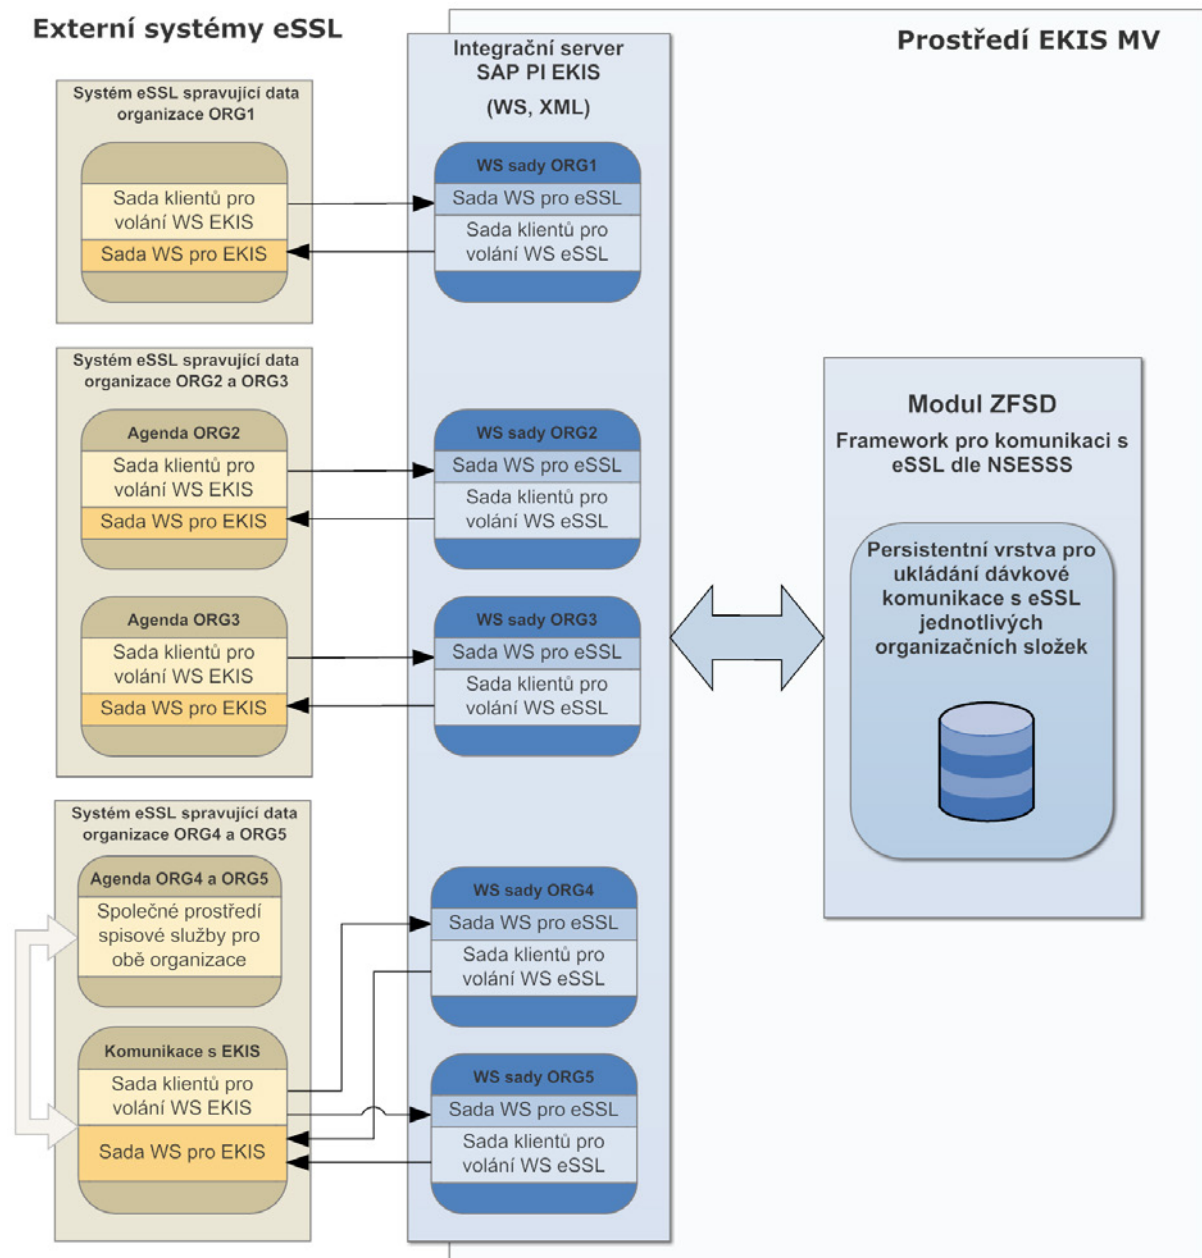 Externí systémy eSSL
Systém eSSL spravující data
organizace ORG1
Sada klientů pro
volání WS EKIS
Sada WS pro EKIS
Systém eSSL spravující data
organizace ORG2 a ORG3
Agenda ORG2
Sada klientů pro
volání WS EKIS
Sada WS pro EKIS
Agenda ORG3
Sada klientů pro
volání WS EKIS
Sada WS pro EKIS
Systém eSSL spravující data
organizace ORG4 a ORG5
Agenda ORG4 a ORG5
Společné prostředí
spisové služby pro
obě organizace
Komunikace s EKIS
Sada klientů pro
volání WS EKIS
Sada WS pro EKIS
Integrační server
SAP PI EKIS
(WS, XML)
WS sady ORG1
Sada WS pro eSSL
Sada klientů pro
volání WS eSSL
WS sady ORG2
Sada WS pro eSSL
Sada klientů pro
volání WS eSSL
WS sady ORG3
Sada WS pro eSSL
Sada klientů pro
volání WS eSSL
WS sady ORG4
Sada WS pro eSSL
Sada klientů pro
volání WS eSSL
WS sady ORG5
Sada WS pro eSSL
Sada klientů pro
volání WS eSSL
Prostředí EKIS MV
Modul ZFSD
Framework pro komunikaci s
eSSL dle NSESSS
Persistentní vrstva pro
ukládání dávkové
komunikace s eSSL
jednotlivých
organizačních složek